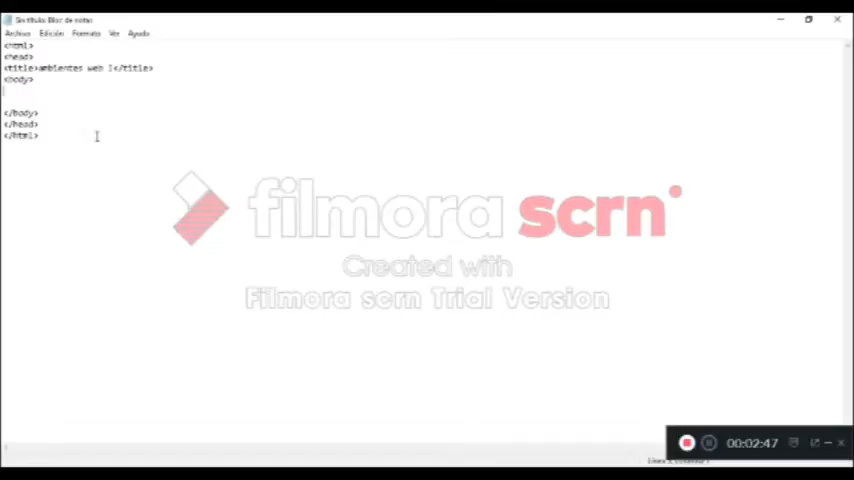 Sin título: Bloc de notas
Archivo Edición Formato Ver Ayuda
<html>
<head>
<title>ambientes web I</title>
<body>
</body>
</head>
</html>
filmora scrn
Created with
Filmora scrn Trial Version
00:02:47